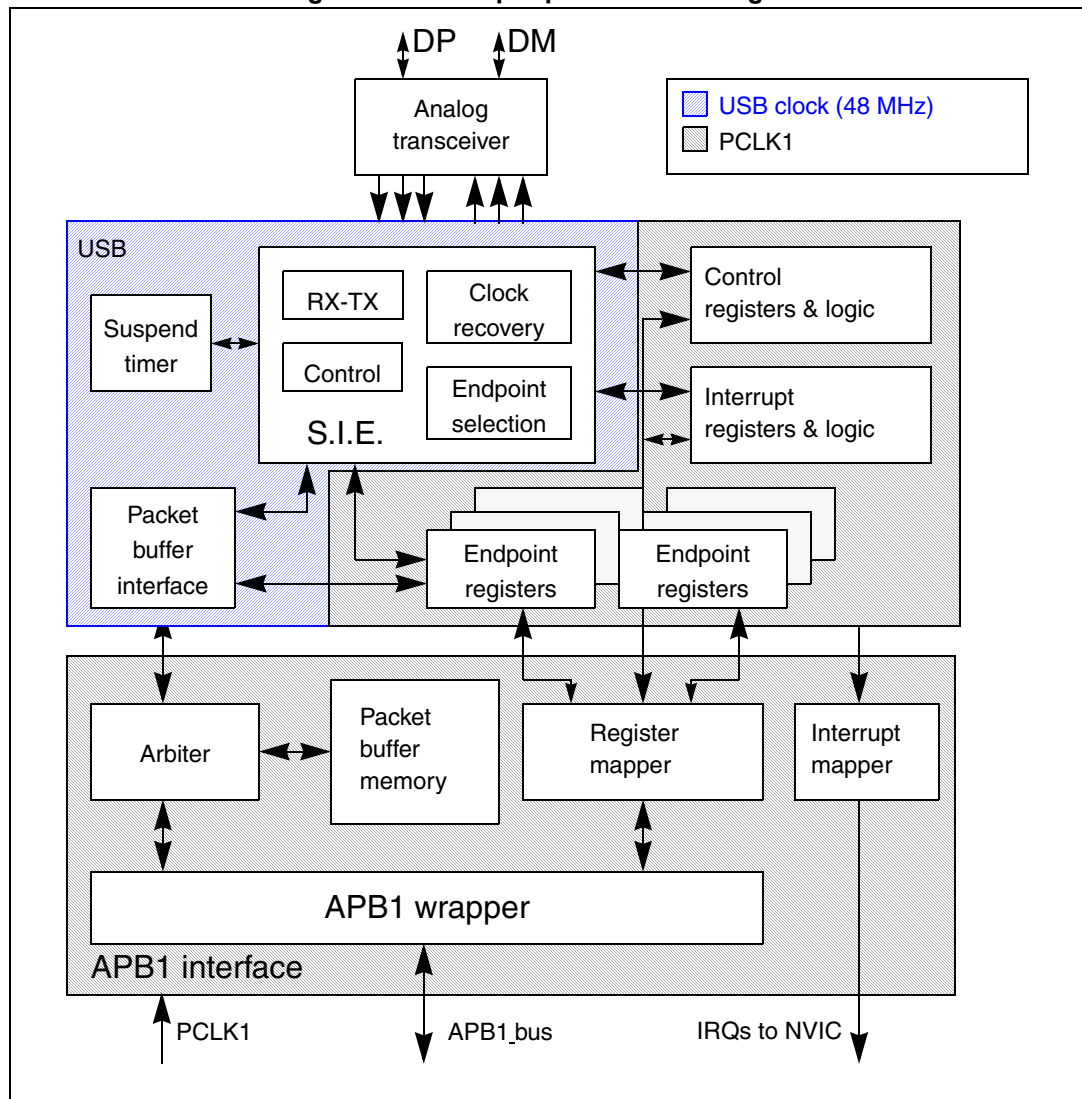 DP DM
Analog
transceiver
USB clock (48 MHz)
PCLK1
USB
RX-TX
Clock
recovery
Control
registers & logic
Suspend
timer
Control
Endpoint
selection
Interrupt
registers & logic
S.I.E.
Packet
buffer
interface
Endpoint
registers
Endpoint
registers
Arbiter
Packet
buffer
memory
Register
mapper
Interrupt
mapper
APB1 wrapper
APB1 interface
PCLK1
APB1_bus
IRQs to NVIC